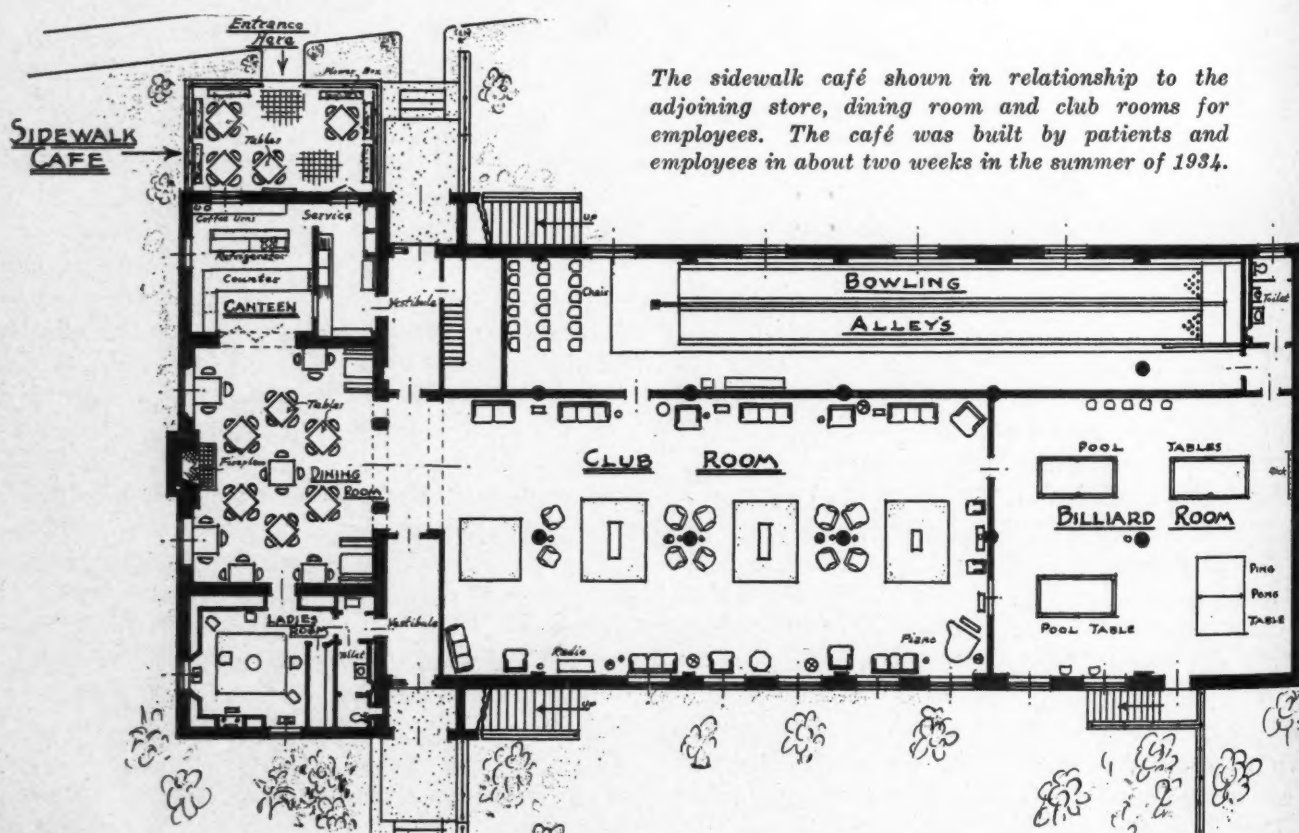 Entrance
Here
Flower Box
The sidewalk café shown in relationship to the
adjoining store, dining room and club rooms for
employees. The café was built by patients and
employees in about two weeks in the summer of 1934.
SIDEWALK
CAFE
Tables
Coffee Urns
Service
UP
Refrigerator
Counter
CANTEEN
Vestibule
Chair
BOWLING
ALLEY'S
Toilet
Tables
Fireplace
DINING
ROOM
CLUB ROOM
POOL TABLES
BILLIARD ROOM
PING
PONG
TABLE
POOL TABLE
LADIES
ROOM
Vestibule
Toilet
Radio
Piano
UP